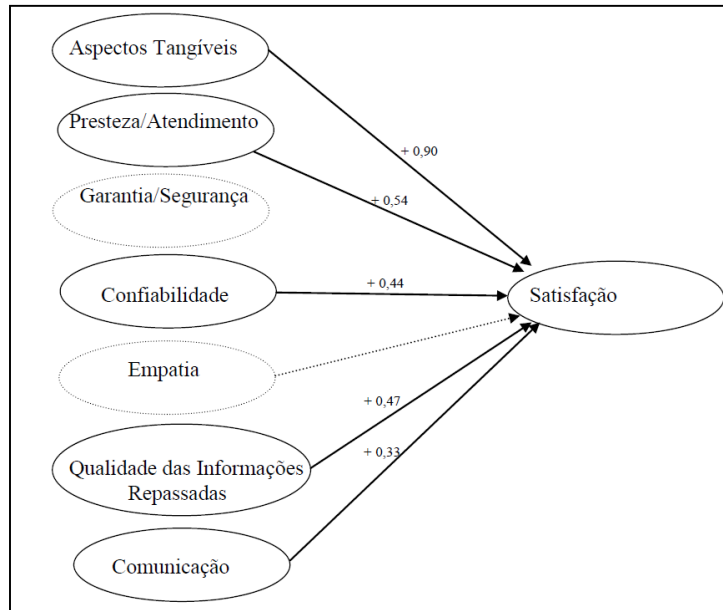 Aspectos Tangíveis
Presteza/Atendimento
+ 0,90
Garantia/Segurança
+ 0,54
Confiabilidade
+ 0,44
Satisfação
Empatia
+ 0,47
Qualidade das Informações
Repassadas
+ 0,33
Comunicação